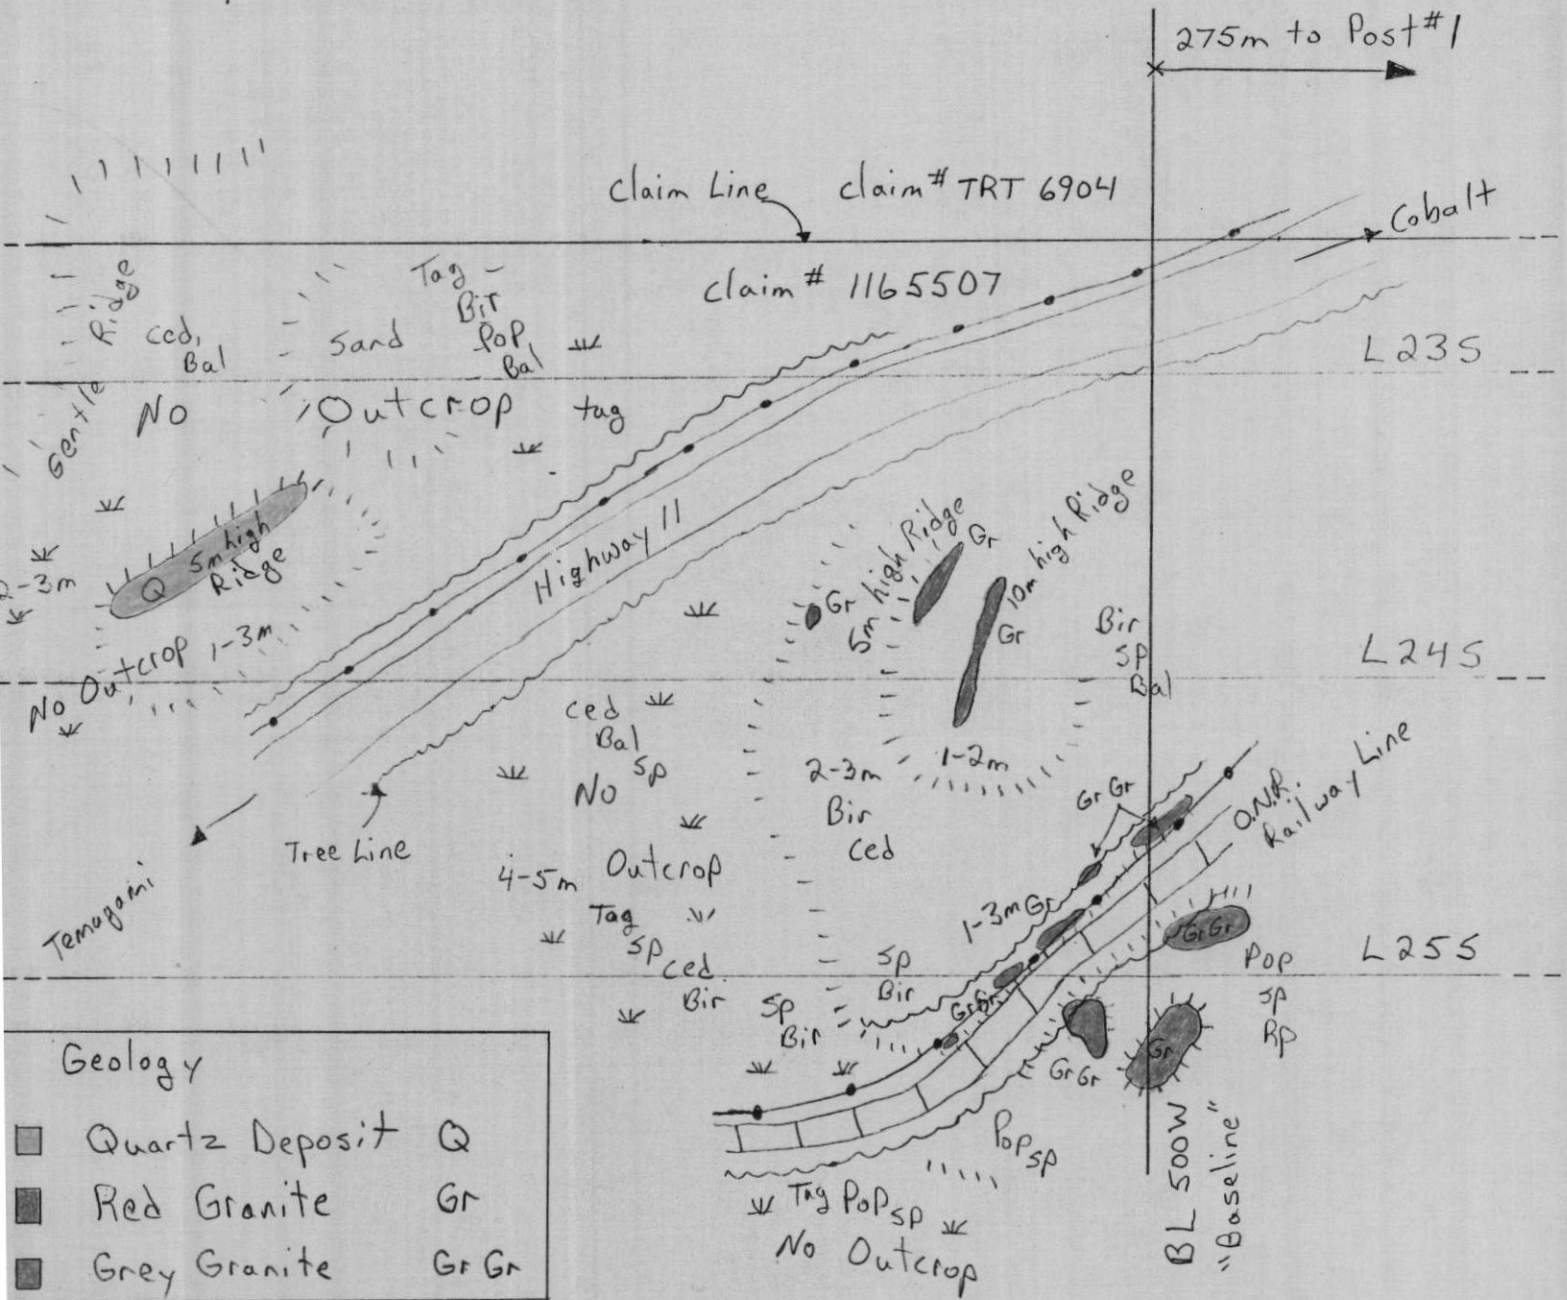 275m to Post #1
Claim Line
claim # TRT 6904
Cobalt
claim # 1165507
Gentle Ridge
Ced,
Bal
Sand
Tag
Bir
Pop,
Bal
L23S
No
Outcrop
tag
Q
5m high
Ridge
2-3m
Highway 11
Gr
5m high Ridge
Gr
10m high Ridge
Gr
Bir
Sp
Bal
L24S
No Outcrop
1-3m
Ced
Bal
Sp
No
Outcrop
2-3m
Bir
Ced
1-2m
Gr Gr
O.N.R.
Railway Line
Tree Line
Temagami
4-5m
Tag
Sp
Ced
Bir
1-3m Gr
Gr Gr
Sp
Bir
Sp
Bir
Gr Gr
Pop
Sp
Rp
L25S
Gr Gr
Gr
Pop
Sp
Tag Pop Sp
No Outcrop
BL 500W
"Baseline"
Geology
Quartz Deposit Q
Red Granite Gr
Grey Granite Gr Gr